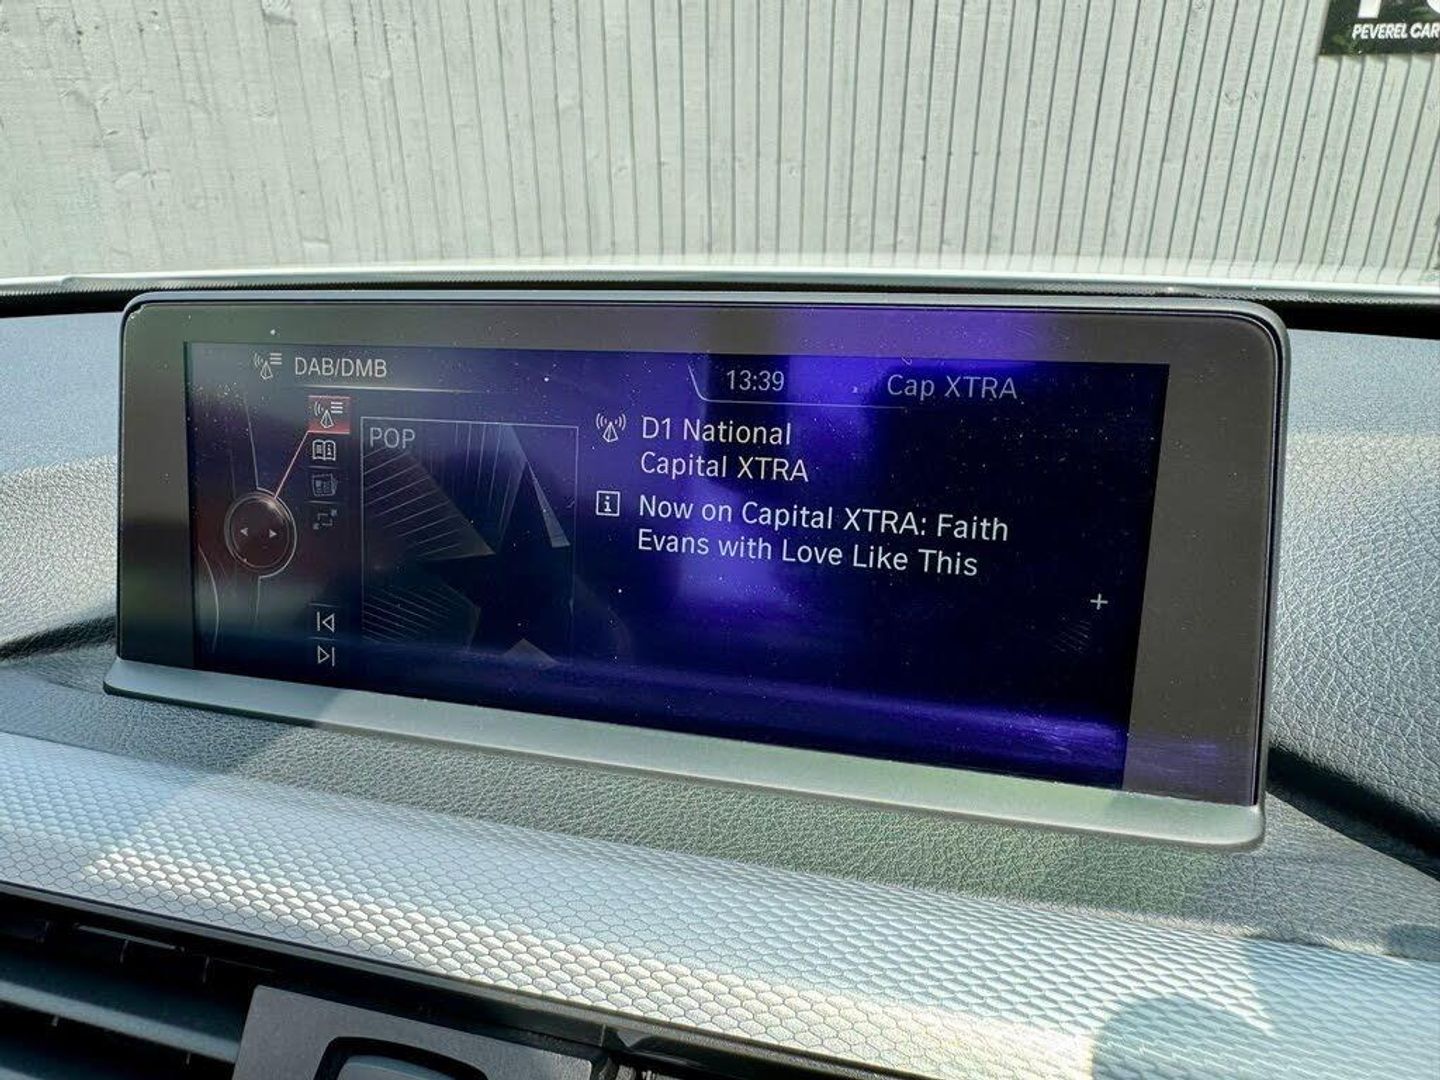 PEVEREL CAR
DAB/DMB
13:39
Cap XTRA
POP
D1 National
Capital XTRA
Now on Capital XTRA: Faith
Evans with Love Like This